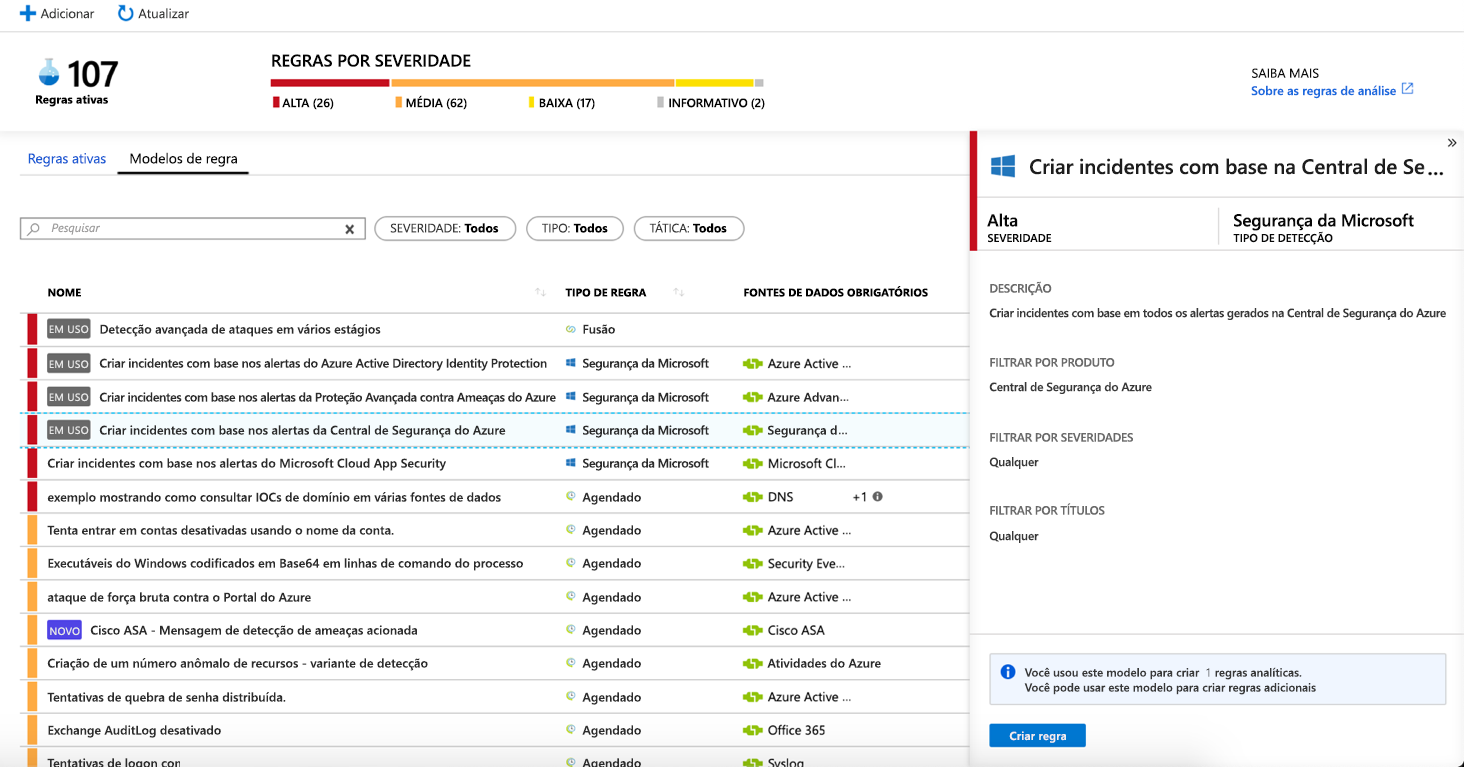 Adicionar
Atualizar
107
Regras ativas
REGRAS POR SEVERIDADE
ALTA (26)
MÉDIA (62)
BAIXA (17)
INFORMATIVO (2)
SAIBA MAIS
Sobre as regras de análise
Regras ativas
Modelos de regra
Pesquisar
SEVERIDADE: Todos
TIPO: Todos
TÁTICA: Todos
NOME
TIPO DE REGRA
FONTES DE DADOS OBRIGATÓRIOS
EM USO Detecção avançada de ataques em vários estágios Fusão
EM USO Criar incidentes com base nos alertas do Azure Active Directory Identity Protection Segurança da Microsoft Azure Active ...
EM USO Criar incidentes com base nos alertas da Proteção Avançada contra Ameaças do Azure Segurança da Microsoft Azure Advan...
EM USO Criar incidentes com base nos alertas da Central de Segurança do Azure Segurança da Microsoft Segurança d...
Criar incidentes com base nos alertas do Microsoft Cloud App Security Segurança da Microsoft Microsoft Cl...
exemplo mostrando como consultar IOCs de domínio em várias fontes de dados Agendado DNS +1
Tenta entrar em contas desativadas usando o nome da conta. Agendado Azure Active ...
Executáveis do Windows codificados em Base64 em linhas de comando do processo Agendado Security Eve...
ataque de força bruta contra o Portal do Azure Agendado Azure Active ...
NOVO Cisco ASA - Mensagem de detecção de ameaças acionada Agendado Cisco ASA
Criação de um número anômalo de recursos - variante de detecção Agendado Atividades do Azure
Tentativas de quebra de senha distribuída. Agendado Azure Active ...
Exchange AuditLog desativado Agendado Office 365
Tentativas de logon con Agendado Syslog
»
Criar incidentes com base na Central de Se...
Alta
SEVERIDADE
Segurança da Microsoft
TIPO DE DETECÇÃO
DESCRIÇÃO
Criar incidentes com base em todos os alertas gerados na Central de Segurança do Azure
FILTRAR POR PRODUTO
Central de Segurança do Azure
FILTRAR POR SEVERIDADES
Qualquer
FILTRAR POR TÍTULOS
Qualquer
Você usou este modelo para criar 1 regras analíticas.
Você pode usar este modelo para criar regras adicionais
Criar regra